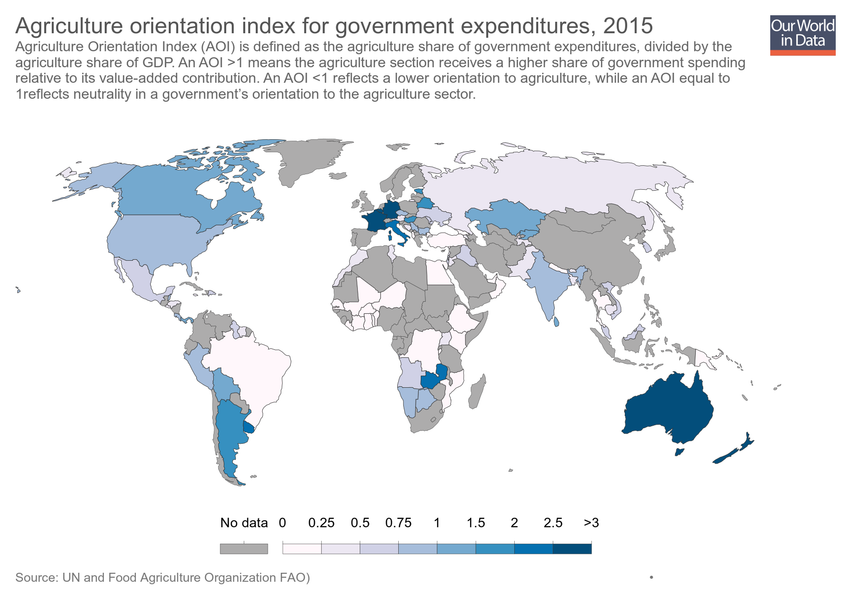 Agriculture orientation index for government expenditures, 2015
Our World
in Data
Agriculture Orientation Index (AOI) is defined as the agriculture share of government expenditures, divided by the
agriculture share of GDP. An AOI >1 means the agriculture section receives a higher share of government spending
relative to its value-added contribution. An AOI <1 reflects a lower orientation to agriculture, while an AOI equal to
1reflects neutrality in a government's orientation to the agriculture sector.
No data 0 0.25 0.5 0.75 1 1.5 2 2.5 >3
Source: UN and Food Agriculture Organization FAO)